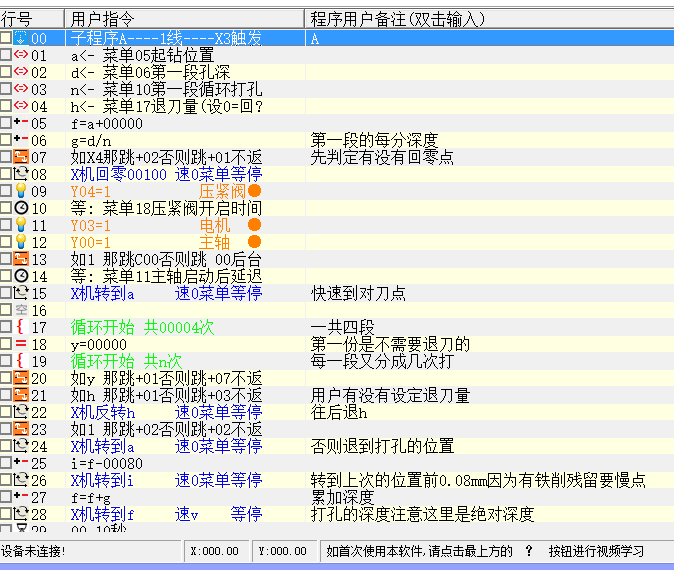 行号 用户指令 程序用户备注(双击输入)
00 子程序A----1线----X3触发 A
01 a<- 菜单05起钻位置
02 d<- 菜单06第一段孔深
03 n<- 菜单10第一段循环打孔
04 h<- 菜单17退刀量(设0=回?
05 f=a+00000
06 g=d/n 第一段的每分深度
07 如X4那跳+02否则跳+01不返 先判定有没有回零点
08 X机回零00100 速0菜单等停
09 Y04=1 压紧阀
10 等: 菜单18压紧阀开启时间
11 Y03=1 电机
12 Y00=1 主轴
13 如1 那跳C00否则跳 00后台
14 等: 菜单11主轴启动后延迟
15 X机转到a 速0菜单等停 快速到对刀点
空 16
17 循环开始 共00004次 一共四段
18 y=00000 第一份是不需要退刀的
19 循环开始 共n次 每一段又分成几次打
20 如y 那跳+01否则跳+07不返
21 如h 那跳+01否则跳+03不返 用户有没有设定退刀量
22 X机反转h 速0菜单等停 往后退h
23 如1 那跳+02否则跳+02不返
24 X机转到a 速0菜单等停 否则退到打孔的位置
25 i=f-00080
26 X机转到i 速0菜单等停 转到上次的位置前0.08mm因为有铁削残留要慢点
27 f=f+g 累加深度
28 X机转到f 速v 等停 打孔的深度注意这里是绝对深度
设备未连接! X:000.00 Y:000.00 如首次使用本软件,请点击最上方的 ? 按钮进行视频学习